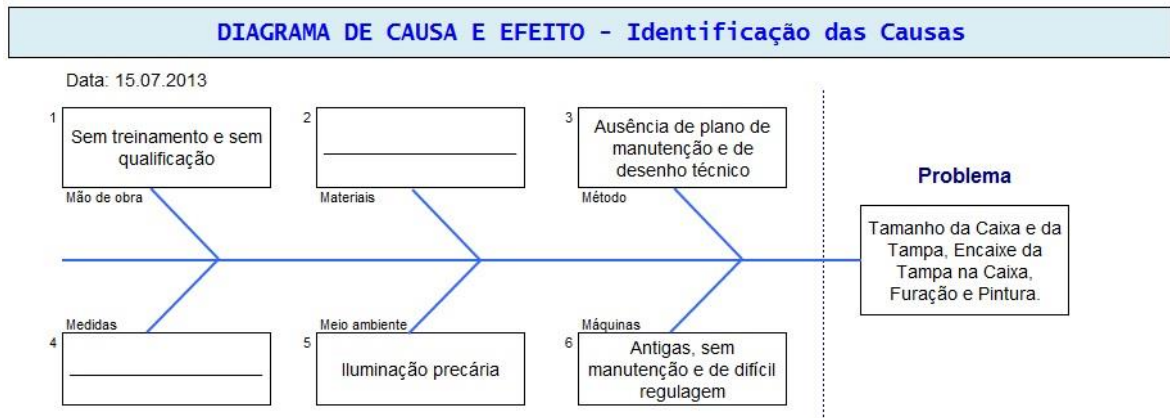 DIAGRAMA DE CAUSA E EFEITO - Identificação das Causas
Data: 15.07.2013
1
Sem treinamento e sem
qualificação
Mão de obra
2
Materiais
3
Ausência de plano de
manutenção e de
desenho técnico
Método
Problema
Tamanho da Caixa e da
Tampa, Encaixe da
Tampa na Caixa,
Furação e Pintura.
Medidas
4
Meio ambiente
5
Iluminação precária
Máquinas
6
Antigas, sem
manutenção e de difícil
regulagem